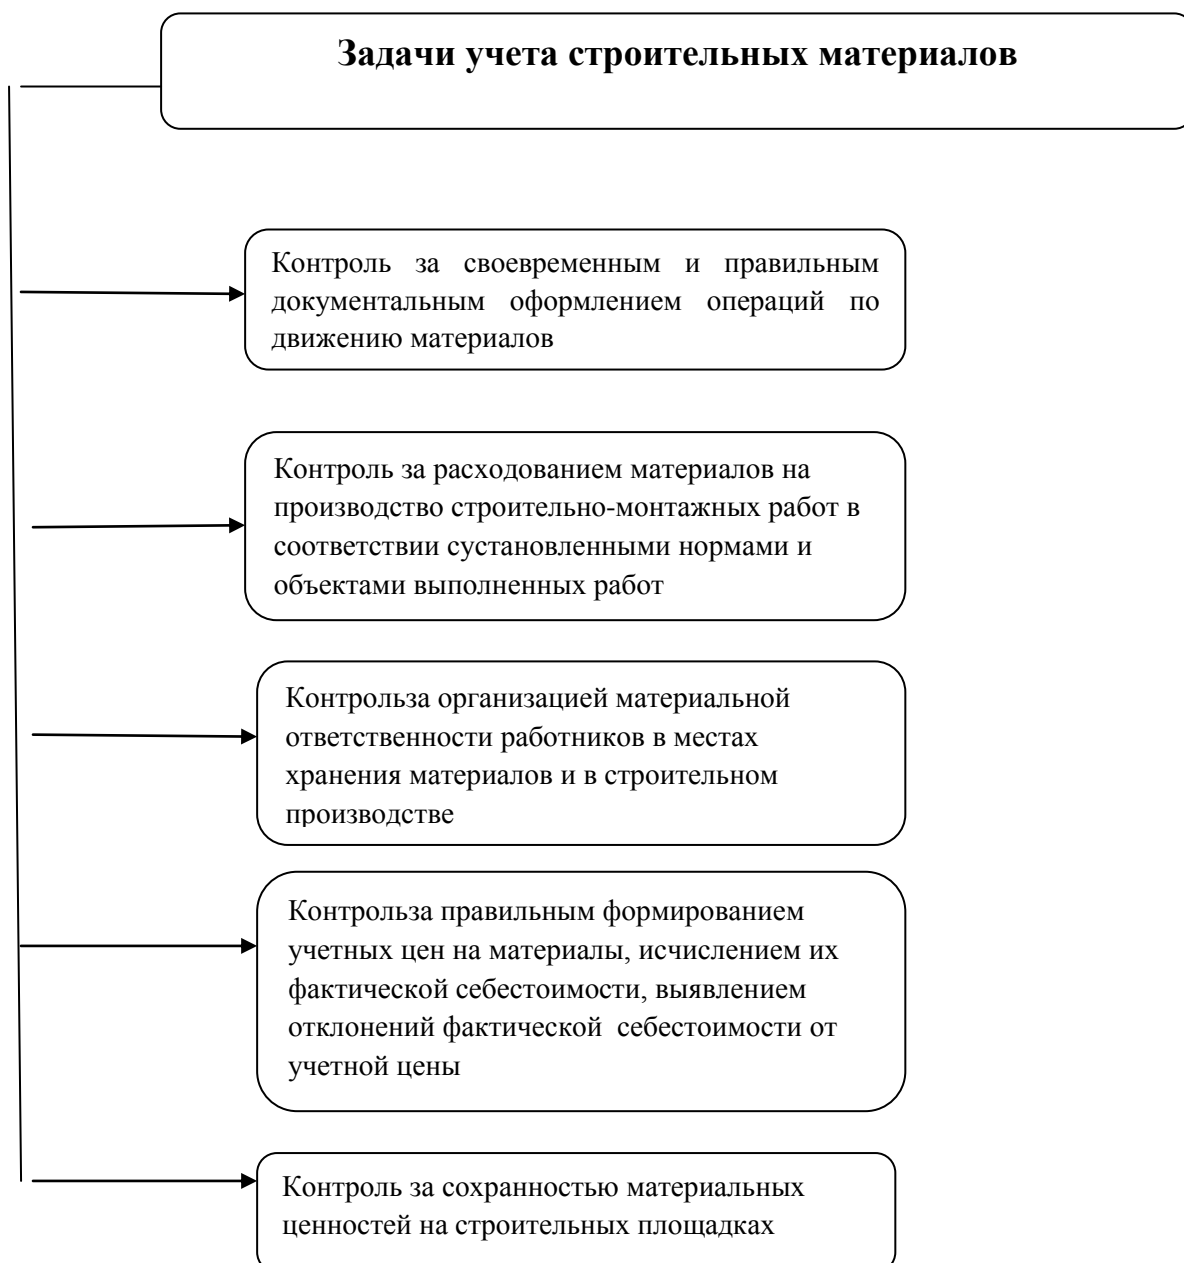 Задачи учета строительных материалов
Контроль за своевременным и правильным
документальным оформлением операций по
движению материалов
Контроль за расходованием материалов на
производство строительно-монтажных работ в
соответствии сустановленными нормами и
объектами выполненных работ
Контрольза организацией материальной
ответственности работников в местах
хранения материалов и в строительном
производстве
Контрольза правильным формированием
учетных цен на материалы, исчислением их
фактической себестоимости, выявлением
отклонений фактической  себестоимости от
учетной цены
Контроль за сохранностью материальных
ценностей на строительных площадках